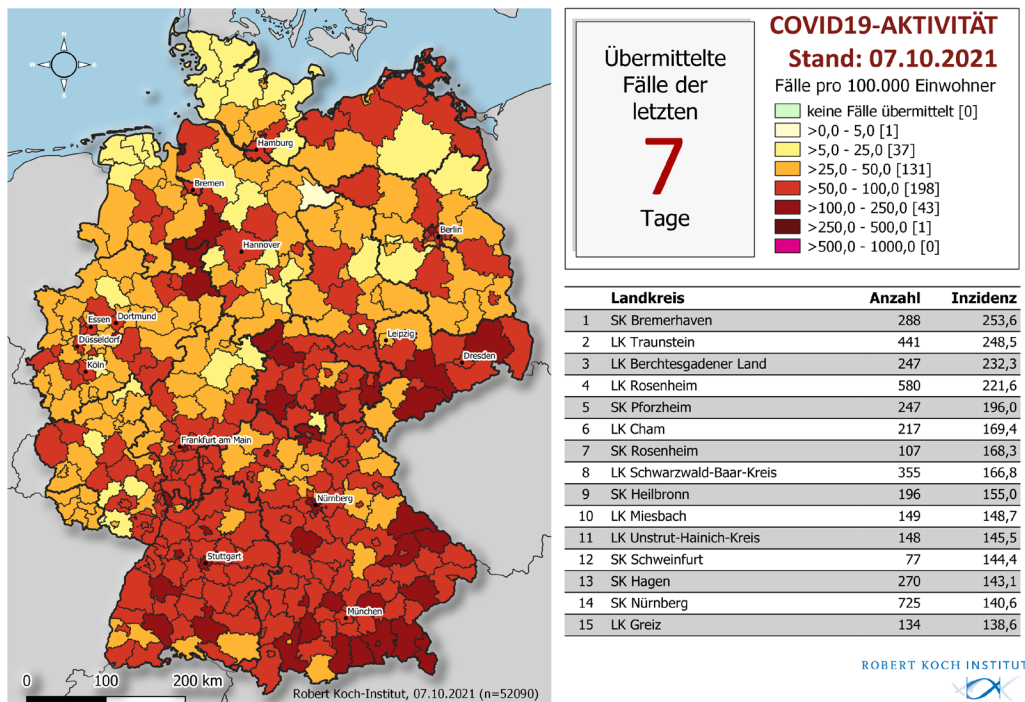 N
W
E
S
Hamburg
Bremen
Berlin
Hannover
Essen
Dortmund
Düsseldorf
Köln
Leipzig
Dresden
Frankfurt am Main
Nürnberg
Stuttgart
München
0 100 200 km
Robert Koch-Institut, 07.10.2021 (n=52090)
Übermittelte
Fälle der
letzten
7
Tage
COVID19-AKTIVITÄT
Stand: 07.10.2021
Fälle pro 100.000 Einwohner
keine Fälle übermittelt [0]
>0,0 - 5,0 [1]
>5,0 - 25,0 [37]
>25,0 - 50,0 [131]
>50,0 - 100,0 [198]
>100,0 - 250,0 [43]
>250,0 - 500,0 [1]
>500,0 - 1000,0 [0]
Landkreis Anzahl Inzidenz
1 SK Bremerhaven 288 253,6
2 LK Traunstein 441 248,5
3 LK Berchtesgadener Land 247 232,3
4 LK Rosenheim 580 221,6
5 SK Pforzheim 247 196,0
6 LK Cham 217 169,4
7 SK Rosenheim 107 168,3
8 LK Schwarzwald-Baar-Kreis 355 166,8
9 SK Heilbronn 196 155,0
10 LK Miesbach 149 148,7
11 LK Unstrut-Hainich-Kreis 148 145,5
12 SK Schweinfurt 77 144,4
13 SK Hagen 270 143,1
14 SK Nürnberg 725 140,6
15 LK Greiz 134 138,6
ROBERT KOCH INSTITUT